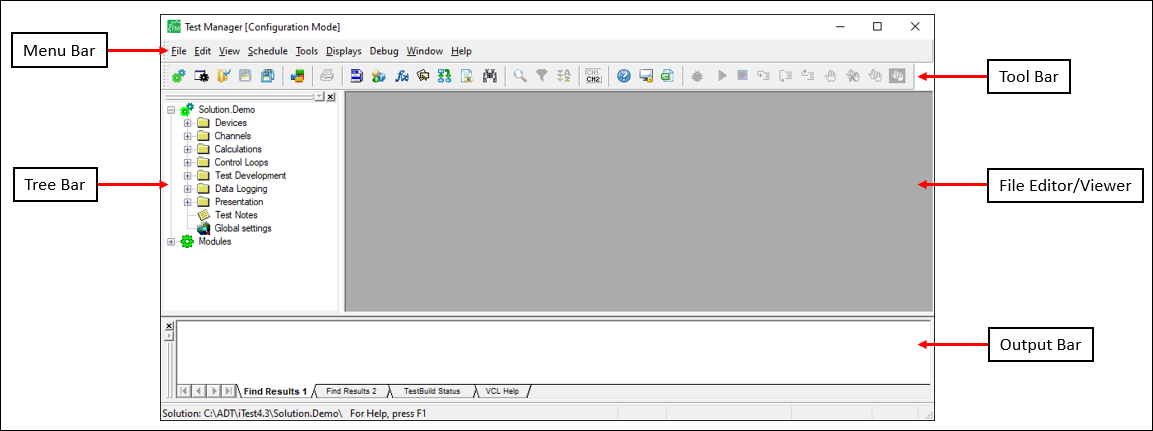 TM Test Manager [Configuration Mode]
Menu Bar
File Edit View Schedule Tools Displays Debug Window Help
CH1
CH2
Tool Bar
Solution.Demo
Devices
Channels
Calculations
Control Loops
Test Development
Data Logging
Presentation
Test Notes
Global settings
Modules
Tree Bar
File Editor/Viewer
Output Bar
Find Results 1 Find Results 2 TestBuild Status VCL Help
Solution: C:\ADT\iTest4.3\Solution.Demo\ For Help, press F1